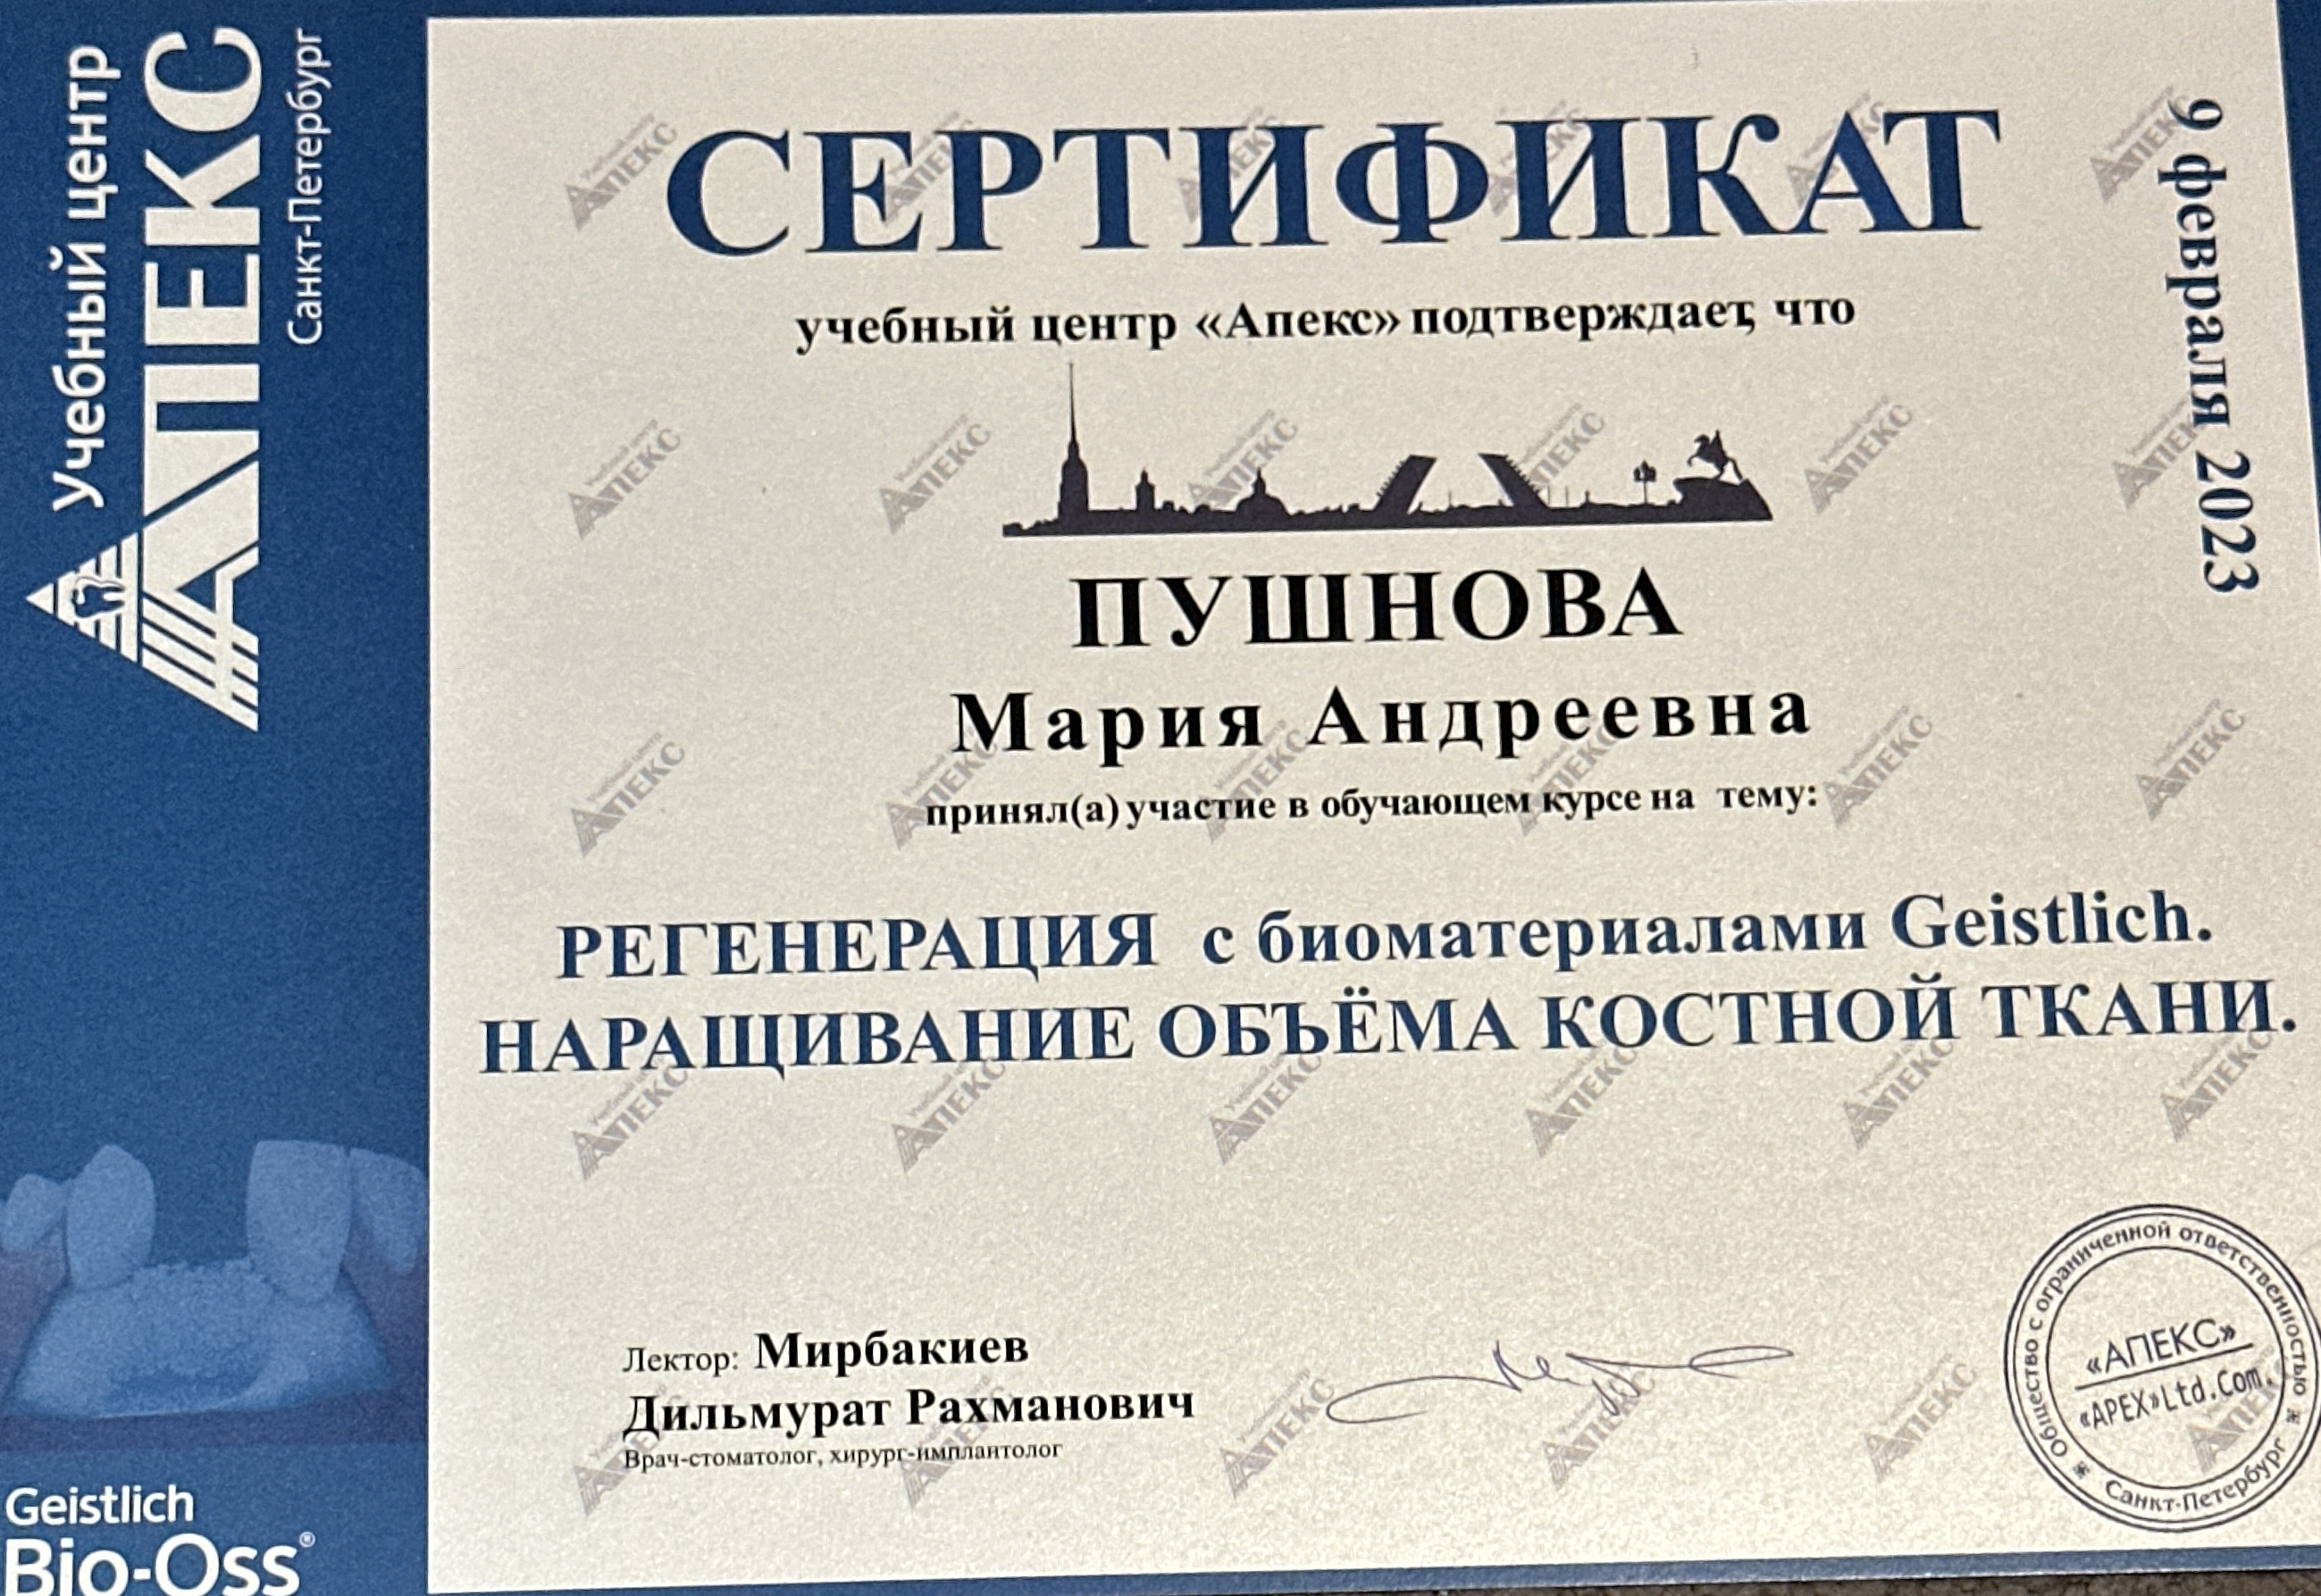 Учебный центр
АПЕКС
Санкт-Петербург
СЕРТИФИКАТ
9 февраля 2023
учебный центр «Апекс» подтверждает, что
ПУШНОВА
Мария Андреевна
принял(а) участие в обучающем курсе на тему:
РЕГЕНЕРАЦИЯ с биоматериалами Geistlich.
НАРАЩИВАНИЕ ОБЪЁМА КОСТНОЙ ТКАНИ.
Лектор: Мирбакиев
Дильмурат Рахманович
Врач-стоматолог, хирург-имплантолог
Общество с ограниченной ответственностью
«АПЕКС»
«APEX»Ltd.Com.
Санкт-Петербург
Geistlich
Bio-Oss®